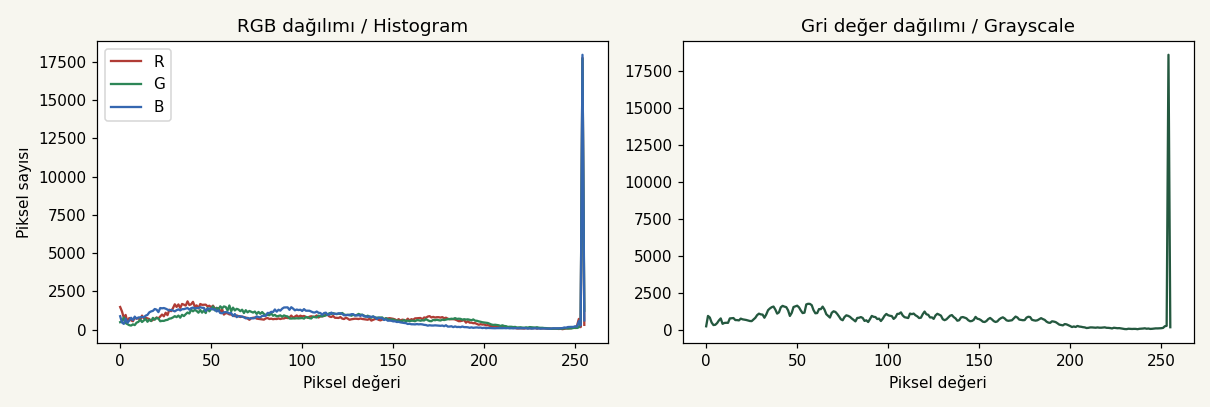 RGB dağılımı / Histogram
R
G
B
17500
15000
12500
10000
7500
5000
2500
0
Piksel sayısı
0 50 100 150 200 250
Piksel değeri
Gri değer dağılımı / Grayscale
17500
15000
12500
10000
7500
5000
2500
0
0 50 100 150 200 250
Piksel değeri